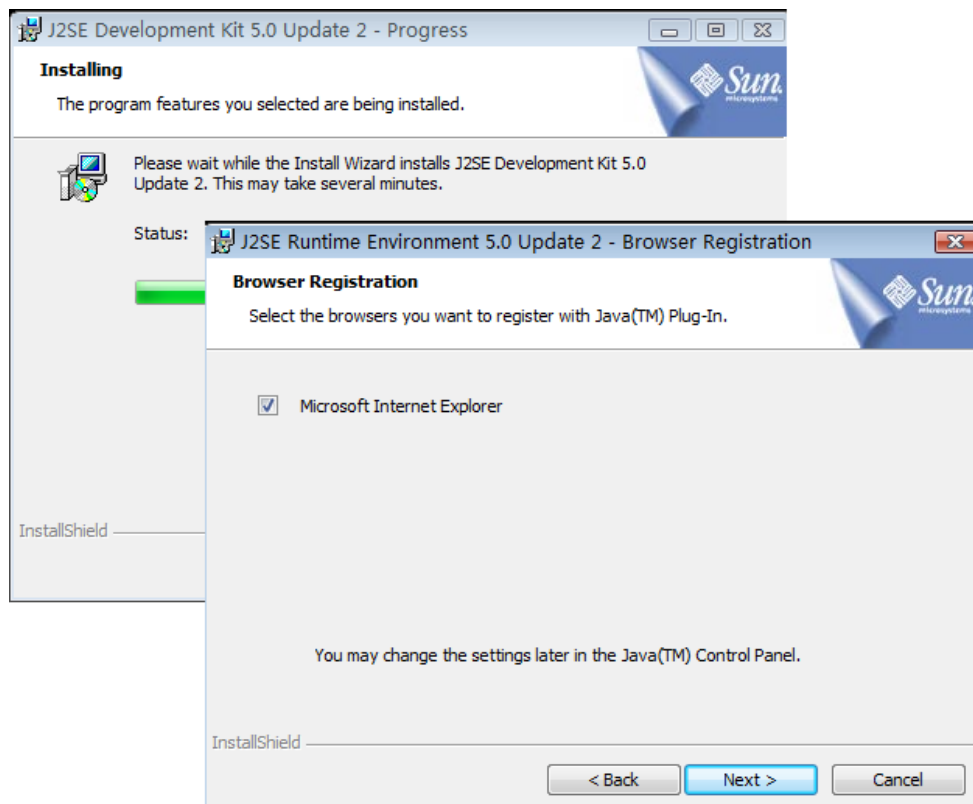 J2SE Development Kit 5.0 Update 2 - Progress
Installing
The program features you selected are being installed.
Sun
microsystems
Please wait while the Install Wizard installs J2SE Development Kit 5.0
Update 2. This may take several minutes.
Status:
InstallShield
J2SE Runtime Environment 5.0 Update 2 - Browser Registration
Browser Registration
Select the browsers you want to register with Java(TM) Plug-In.
Sun
microsystems
Microsoft Internet Explorer
You may change the settings later in the Java(TM) Control Panel.
InstallShield
< Back
Next >
Cancel